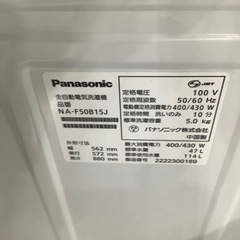 Panasonic
全自動電気洗濯機
品番
NA-F50B15J
外形寸法
幅 562 mm
奥行 572 mm
高さ 880 mm
JET
定格電圧 100 V
定格周波数 50/60 Hz
電動機定格消費電力 400/430 W
定格時間 洗いのみ 10 分
標準洗濯容量 5.0 kg
パナソニック株式会社
中国製
最大消費電力 400/430 W
標準水量 47 L
標準使用水量 114 L
2222300169